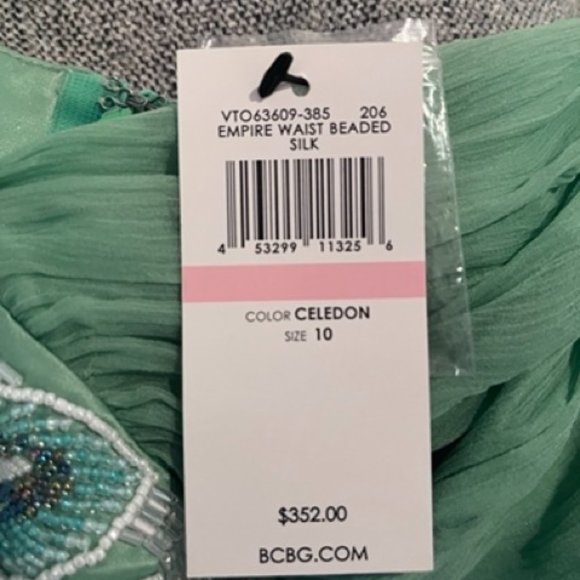 VTO63609-385 206
EMPIRE WAIST BEADED
SILK
4 53299 11325 6
COLOR CELEDON
SIZE 10
$352.00
BCBG.COM